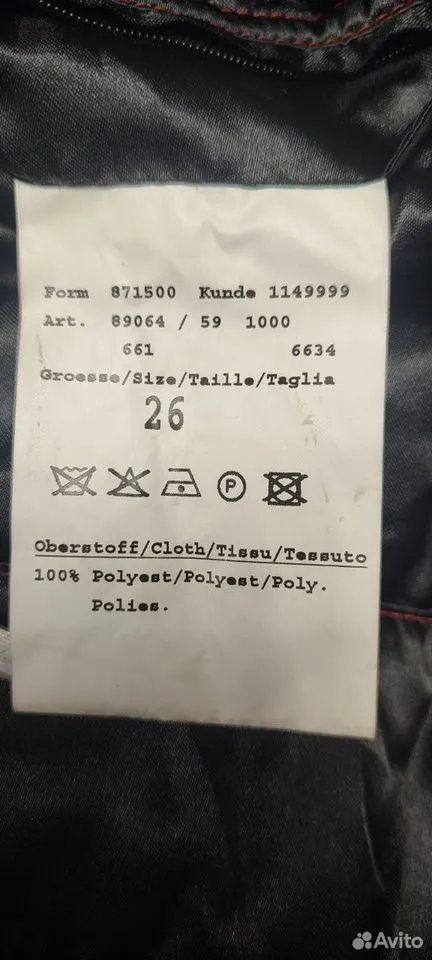 Form 871500 Kunde 1149999
Art. 89064 / 59 1000
661 6634
Groesse/Size/Taille/Taglia
26
P
Oberstoff/Cloth/Tissu/Tessuto
100% Polyest/Polyest/Poly.
Polies.
Avito